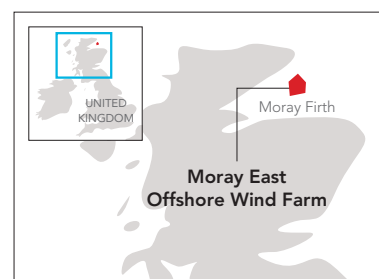 UNITED
KINGDOM
Moray Firth
Moray East
Offshore Wind Farm